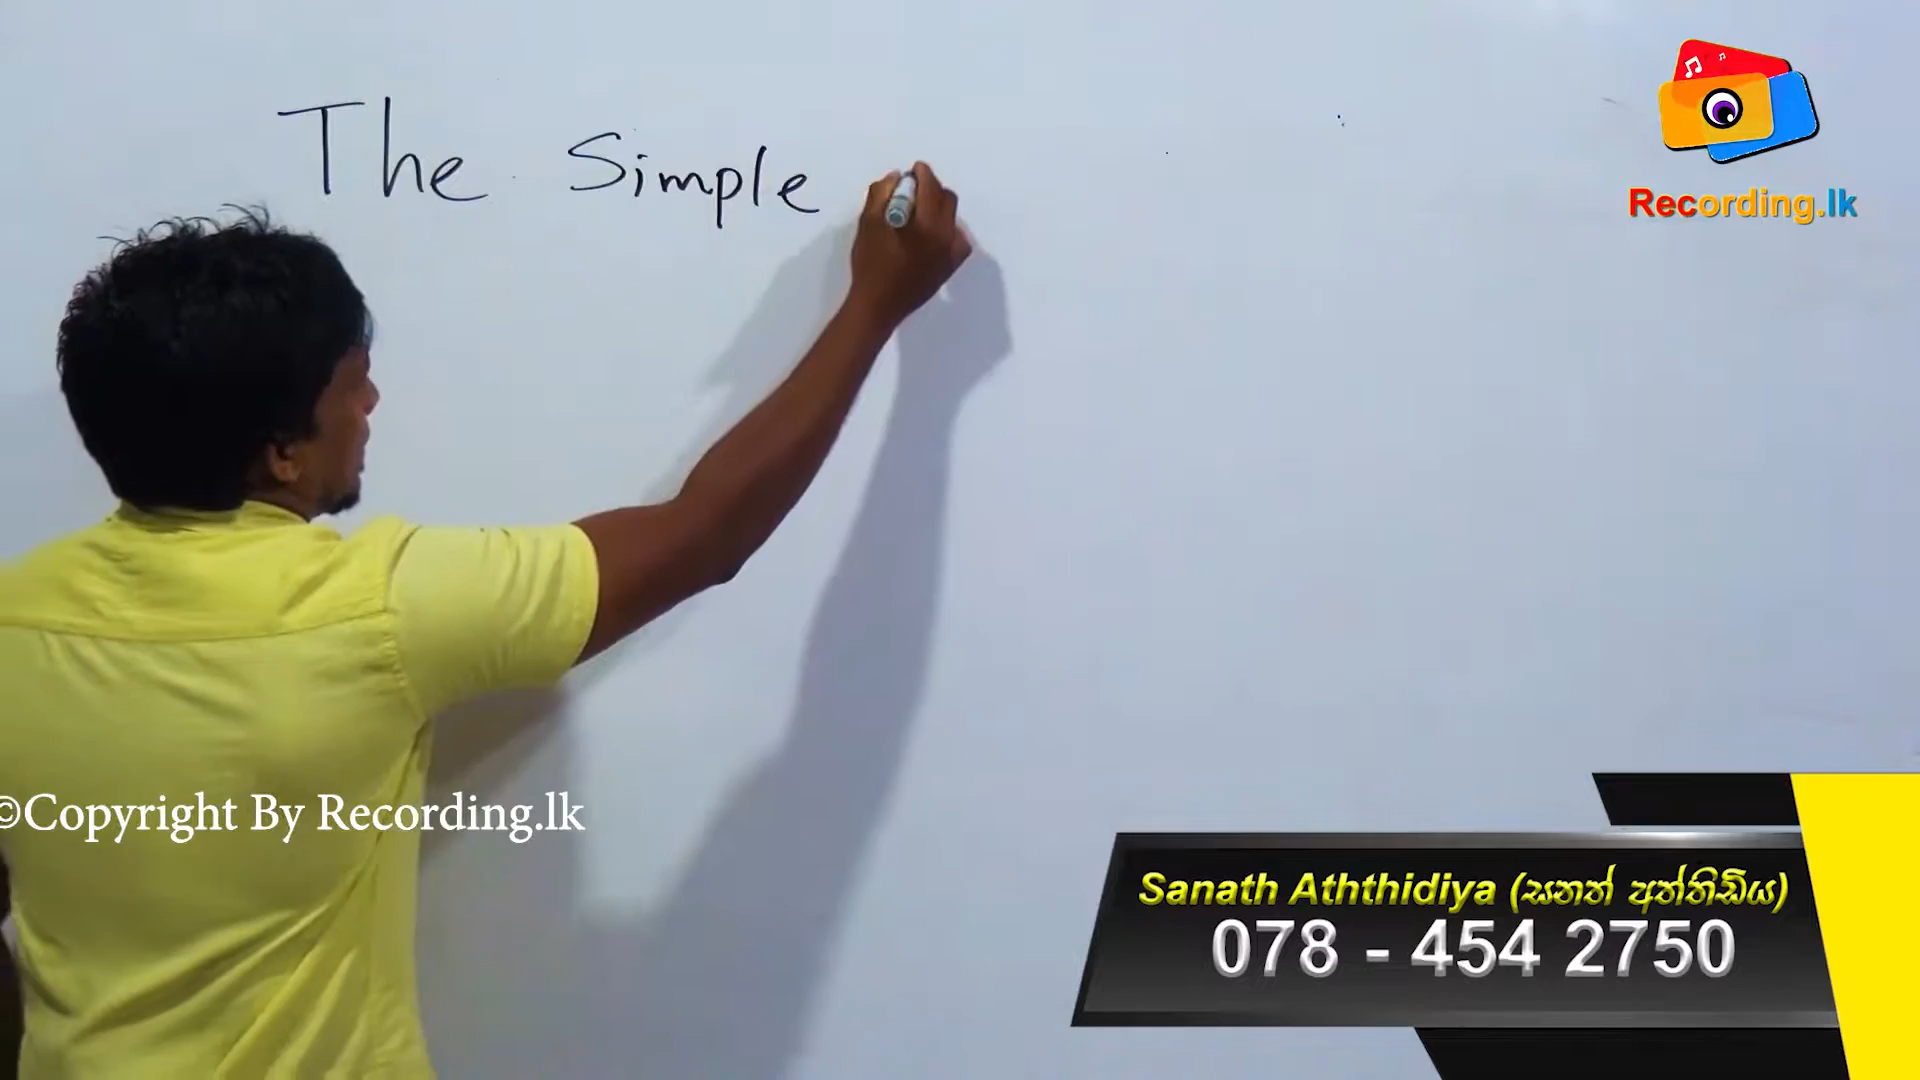 The Simple
Recording.lk
©Copyright By Recording.lk
Sanath Aththidiya (සනත් අත්තිඩිය)
078 - 454 2750